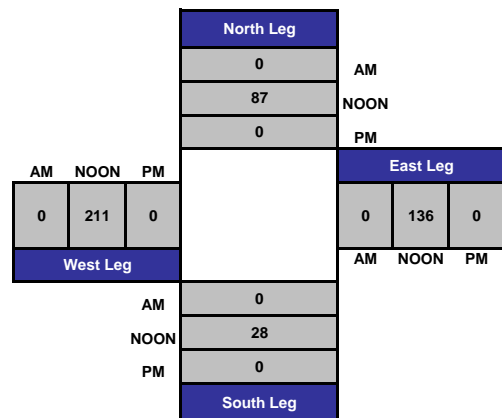 North Leg
0 AM
87 NOON
0 PM
AM NOON PM
East Leg
0 211 0
0 136 0
West Leg
AM NOON PM
AM 0
NOON 28
PM 0
South Leg